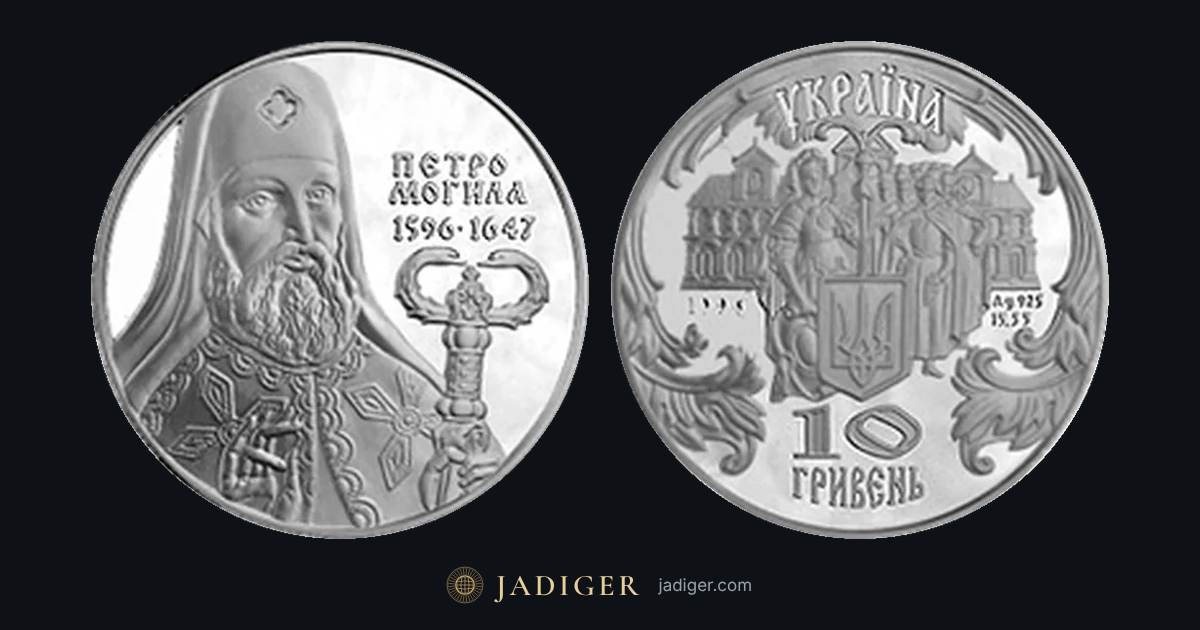 ПЕТРО
МОГИЛА
1596·1647
УКРАЇНА
1996
Ag 925
15,55
10
ГРИВЕНЬ
JADIGER
jadiger.com